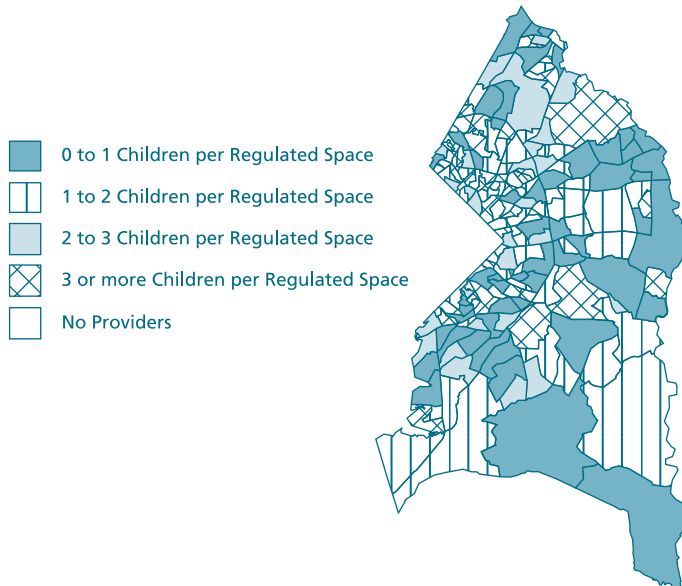 0 to 1 Children per Regulated Space
1 to 2 Children per Regulated Space
2 to 3 Children per Regulated Space
3 or more Children per Regulated Space
No Providers